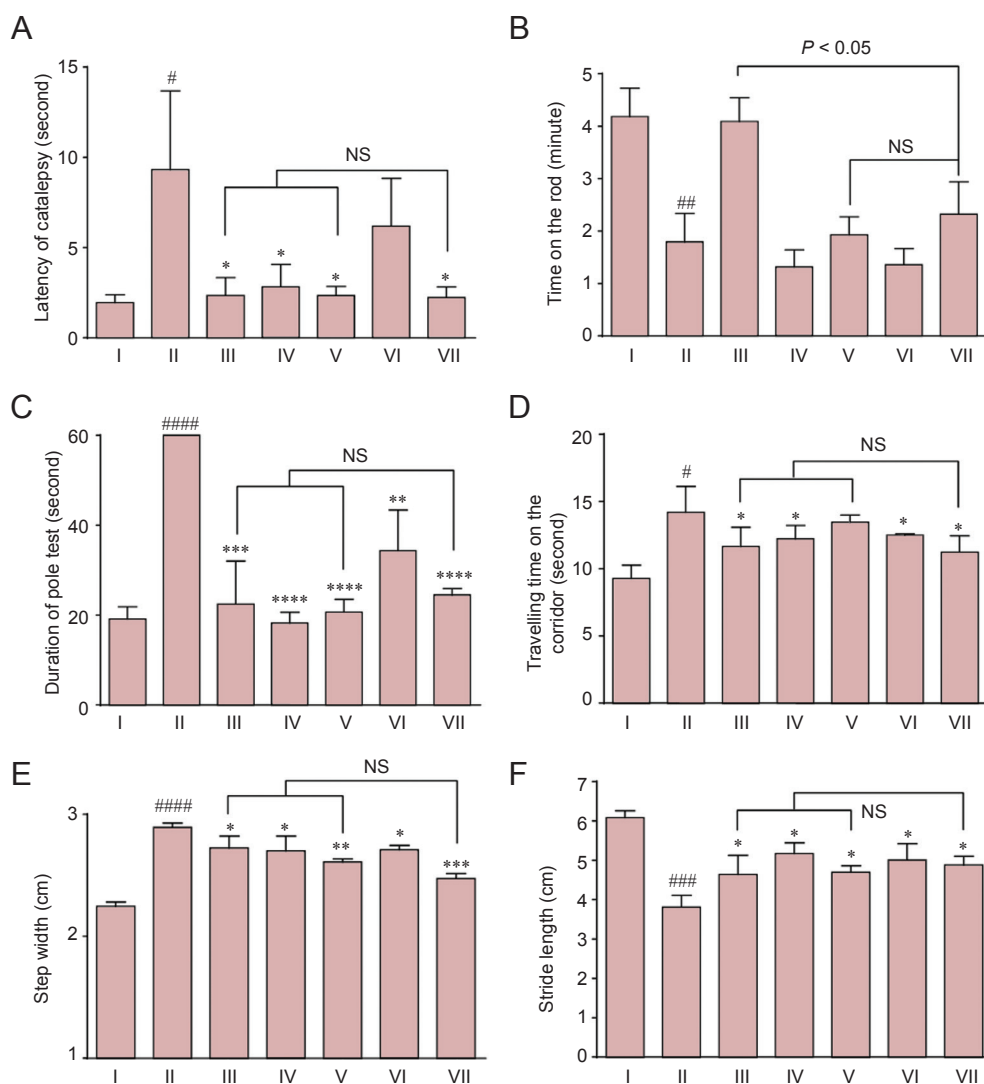 A
Latency of catalepsy (second)
15
10
5
0
#
*
*
*
*
NS
I II III IV V VI VII
B
Time on the rod (minute)
5
4
3
2
1
0
##
P < 0.05
NS
I II III IV V VI VII
C
Duration of pole test (second)
60
40
20
0
####
***
****
****
**
****
NS
I II III IV V VI VII
D
Travelling time on the
corridor (second)
20
15
10
5
0
#
*
*
*
*
NS
I II III IV V VI VII
E
Step width (cm)
3
2
1
####
*
*
**
*
***
NS
I II III IV V VI VII
F
Stride length (cm)
7
6
5
4
3
2
1
0
###
*
*
*
*
*
NS
I II III IV V VI VII